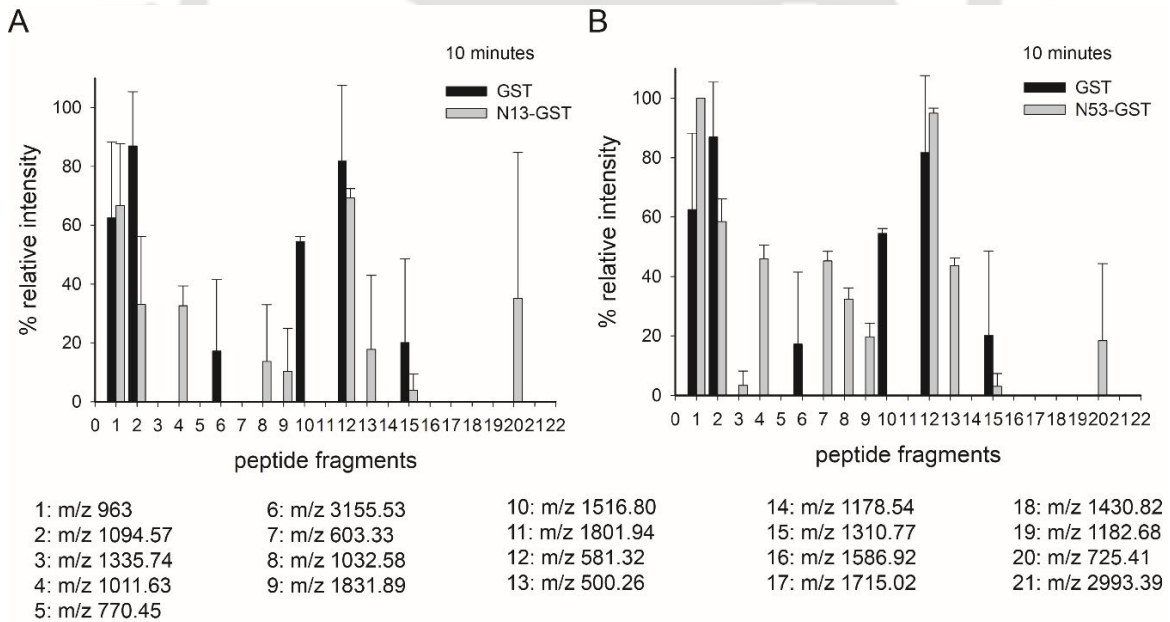 A
10 minutes
GST
N13-GST
% relative intensity
100
80
60
40
20
0
0 1 2 3 4 5 6 7 8 9 10 11 12 13 14 15 16 17 18 19 20 21 22
peptide fragments
B
10 minutes
GST
N53-GST
% relative intensity
100
80
60
40
20
0
0 1 2 3 4 5 6 7 8 9 10 11 12 13 14 15 16 17 18 19 20 21 22
peptide fragments
1: m/z 963
2: m/z 1094.57
3: m/z 1335.74
4: m/z 1011.63
5: m/z 770.45
6: m/z 3155.53
7: m/z 603.33
8: m/z 1032.58
9: m/z 1831.89
10: m/z 1516.80
11: m/z 1801.94
12: m/z 581.32
13: m/z 500.26
14: m/z 1178.54
15: m/z 1310.77
16: m/z 1586.92
17: m/z 1715.02
18: m/z 1430.82
19: m/z 1182.68
20: m/z 725.41
21: m/z 2993.39